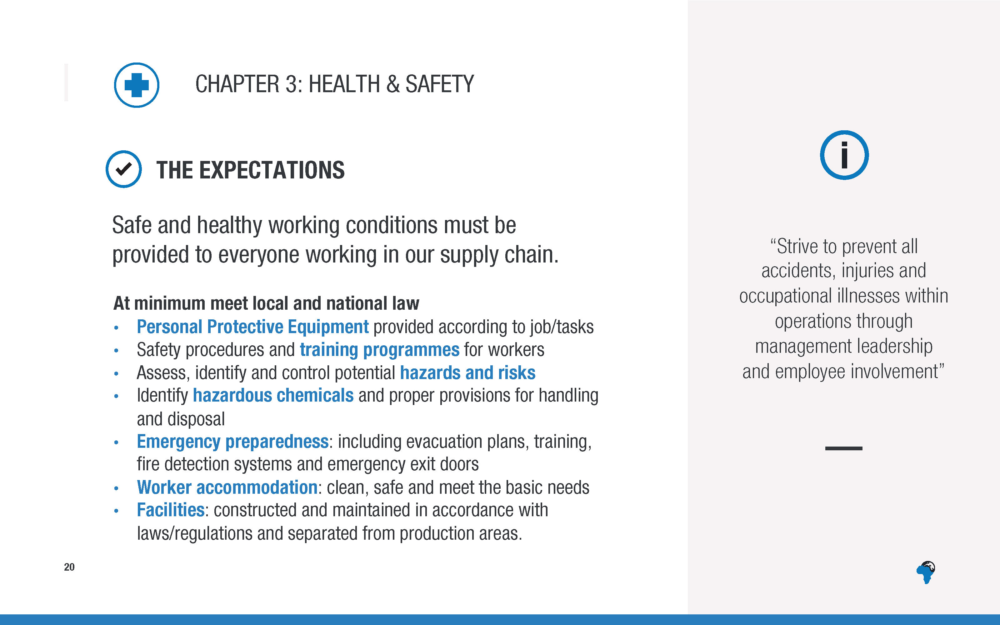 CHAPTER 3: HEALTH & SAFETY
THE EXPECTATIONS
Safe and healthy working conditions must be
provided to everyone working in our supply chain.
At minimum meet local and national law
• Personal Protective Equipment provided according to job/tasks
• Safety procedures and training programmes for workers
• Assess, identify and control potential hazards and risks
• Identify hazardous chemicals and proper provisions for handling
and disposal
• Emergency preparedness: including evacuation plans, training,
fire detection systems and emergency exit doors
• Worker accommodation: clean, safe and meet the basic needs
• Facilities: constructed and maintained in accordance with
laws/regulations and separated from production areas.
20
i
“Strive to prevent all
accidents, injuries and
occupational illnesses within
operations through
management leadership
and employee involvement”